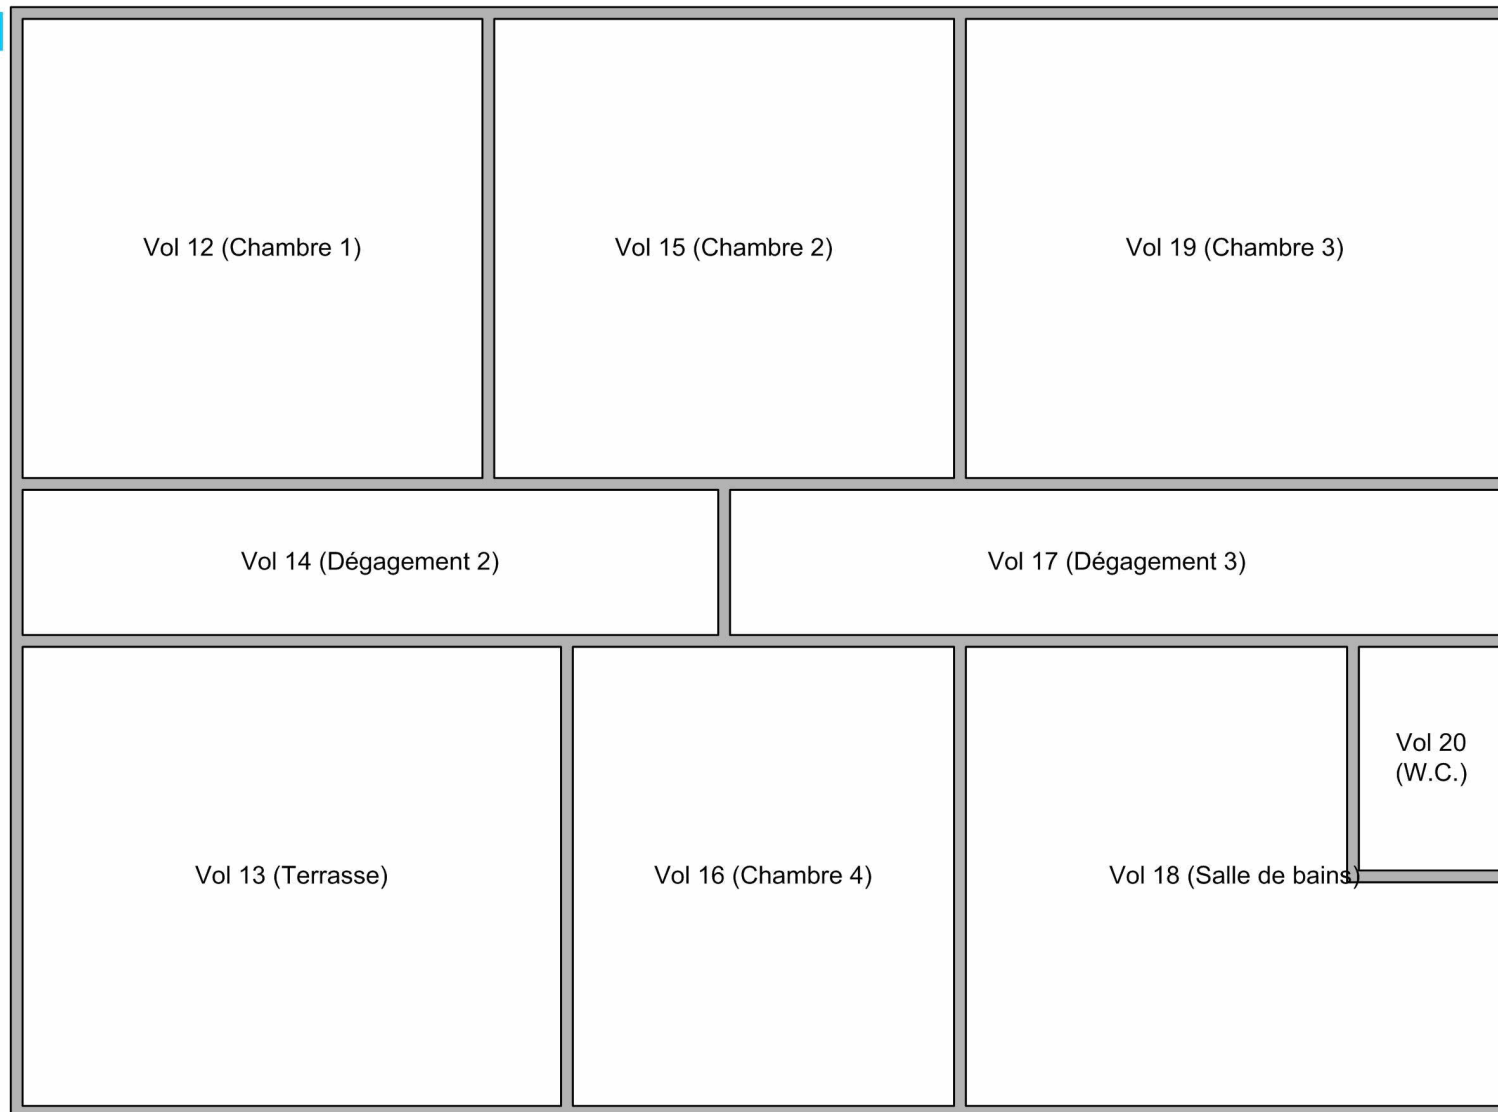 Vol 12 (Chambre 1)
Vol 15 (Chambre 2)
Vol 19 (Chambre 3)
Vol 14 (Dégagement 2)
Vol 17 (Dégagement 3)
Vol 20
(W.C.)
Vol 13 (Terrasse)
Vol 16 (Chambre 4)
Vol 18 (Salle de bains)